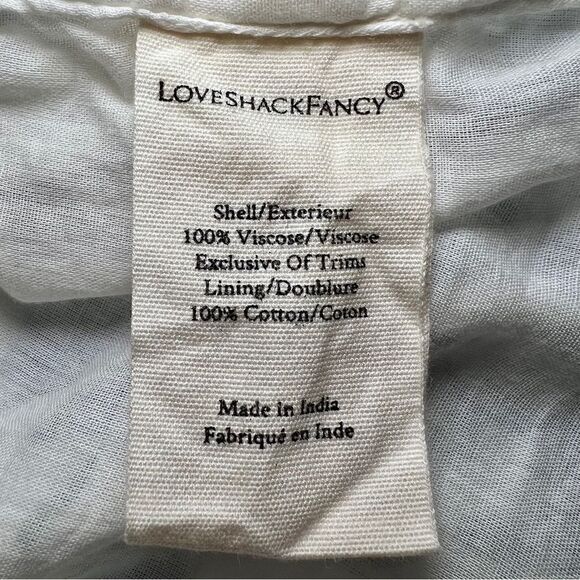 LOVESHACKFANCY®
Shell/Exterieur
100% Viscose/Viscose
Exclusive Of Trims
Lining/Doublure
100% Cotton/Coton
Made In India
Fabriqué en Inde